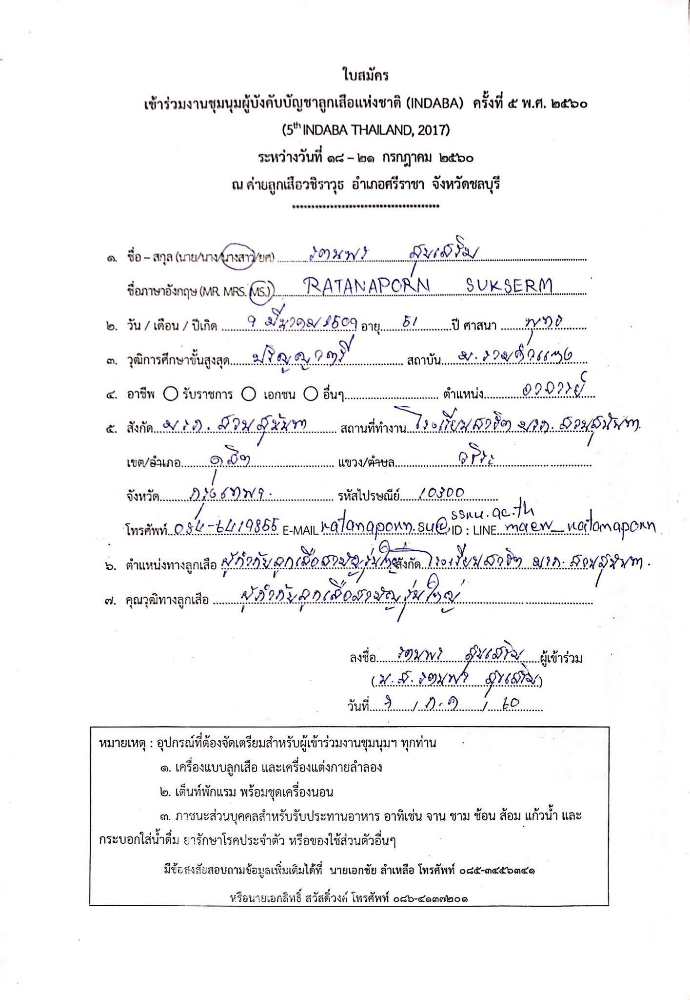 ใบสมัคร
เข้าร่วมงานชุมนุมผู้บังคับบัญชาลูกเสือแห่งชาติ (INDABA) ครั้งที่ ๕ พ.ศ. ๒๕๖๐
(5th INDABA THAILAND, 2017)
ระหว่างวันที่ ๑๘ – ๒๑ กรกฎาคม ๒๕๖๐
ณ ค่ายลูกเสือวชิราวุธ อำเภอศรีราชา จังหวัดชลบุรี
***************************************
๑. ชื่อ – สกุล (นาย/นาง/นางสาว/ยศ) รตนพร สุขเสริม
ชื่อภาษาอังกฤษ (MR. MRS. MS.) RATANAPORN SUKSERM
๒. วัน / เดือน / ปีเกิด 9 มีนาคม 2509 อายุ 51 ปี ศาสนา พุทธ
๓. วุฒิการศึกษาขั้นสูงสุด ปริญญาตรี สถาบัน ม.รามคำแหง
๔. อาชีพ ◯ รับราชการ ◯ เอกชน ◯ อื่นๆ ตำแหน่ง อาจารย์
๕. สังกัด มรภ.สวนสุนันทา สถานที่ทำงาน โรงเรียนสาธิต มรภ.สวนสุนันทา
เขต/อำเภอ ดุสิต แขวง/ตำบล วชิระ
จังหวัด กรุงเทพฯ รหัสไปรษณีย์ 10300
โทรศัพท์ 084-6419355 E-MAIL ratanaporn.su@ssru.ac.th ID : LINE maew_ratanaporn
๖. ตำแหน่งทางลูกเสือ ผู้กำกับลูกเสือสามัญรุ่นใหญ่ สังกัด โรงเรียนสาธิต มรภ.สวนสุนันทา.
๗. คุณวุฒิทางลูกเสือ ผู้กำกับลูกเสือสามัญรุ่นใหญ่
ลงชื่อ รตนพร สุขเสริม ผู้เข้าร่วม
(น.ส.รตนพร สุขเสริม)
วันที่ 7 / ก.ค / 60
หมายเหตุ : อุปกรณ์ที่ต้องจัดเตรียมสำหรับผู้เข้าร่วมงานชุมนุมฯ ทุกท่าน
๑. เครื่องแบบลูกเสือ และเครื่องแต่งกายลำลอง
๒. เต็นท์พักแรม พร้อมชุดเครื่องนอน
๓. ภาชนะส่วนบุคคลสำหรับรับประทานอาหาร อาทิเช่น จาน ชาม ช้อน ส้อม แก้วน้ำ และ
กระบอกใส่น้ำดื่ม ยารักษาโรคประจำตัว หรือของใช้ส่วนตัวอื่นๆ
มีข้อสงสัยสอบถามข้อมูลเพิ่มเติมได้ที่ นายเอกชัย ลำเหลือ โทรศัพท์ ๐๘๕-๓๔๕๖๓๔๑
หรือนายเอกสิทธิ์ สวัสดิ์วงค์ โทรศัพท์ ๐๘๖-๔๑๓๗๒๐๑